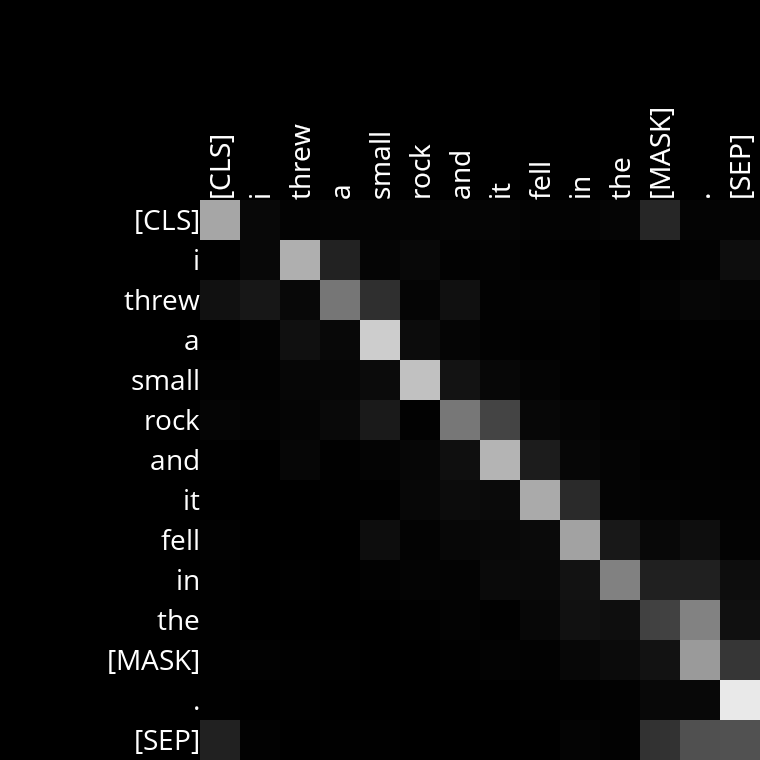 [CLS] i threw a small rock and it fell in the [MASK] . [SEP]
[CLS]
i
threw
a
small
rock
and
it
fell
in
the
[MASK]
.
[SEP]